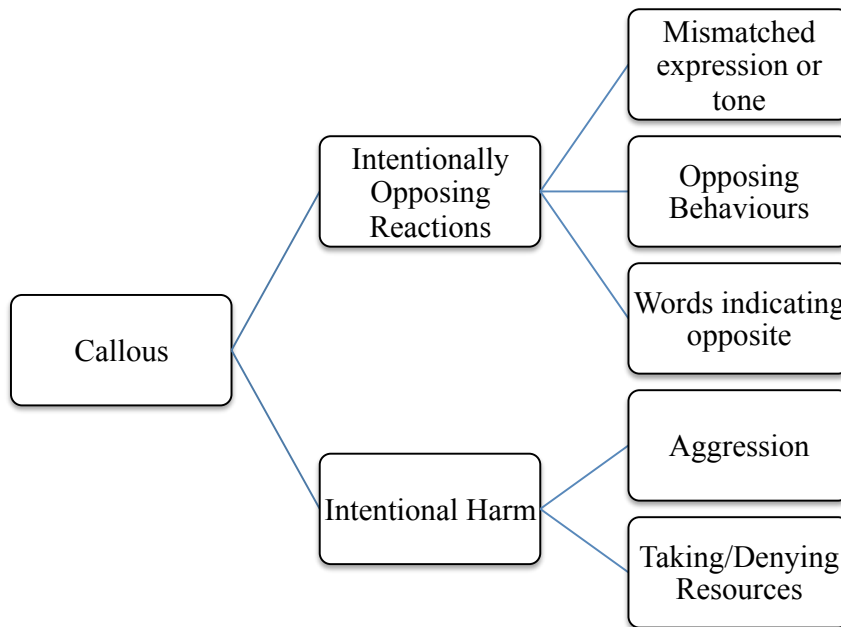 Mismatched
expression or
tone
Intentionally
Opposing
Reactions
Opposing
Behaviours
Words indicating
opposite
Callous
Aggression
Intentional Harm
Taking/Denying
Resources